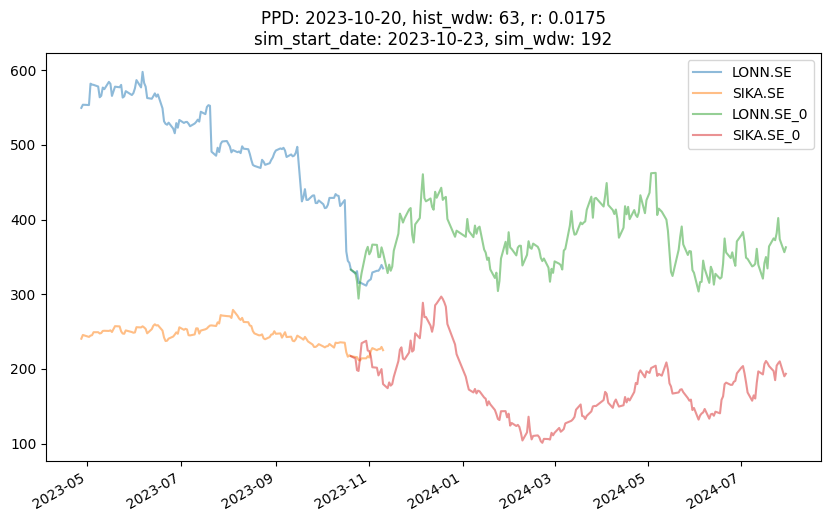 PPD: 2023-10-20, hist_wdw: 63, r: 0.0175
sim_start_date: 2023-10-23, sim_wdw: 192
LONN.SE
SIKA.SE
LONN.SE_0
SIKA.SE_0
600
500
400
300
200
100
2023-05
2023-07
2023-09
2023-11
2024-01
2024-03
2024-05
2024-07